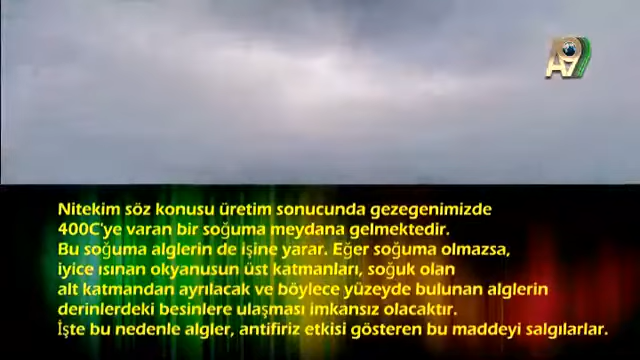 A9
Nitekim söz konusu üretim sonucunda gezegenimizde
400C'ye varan bir soğuma meydana gelmektedir.
Bu soğuma alglerin de işine yarar. Eğer soğuma olmazsa,
iyice ısınan okyanusun üst katmanları, soğuk olan
alt katmandan ayrılacak ve böylece yüzeyde bulunan alglerin
derinlerdeki besinlere ulaşması imkansız olacaktır.
İşte bu nedenle algler, antifiriz etkisi gösteren bu maddeyi salgılarlar.